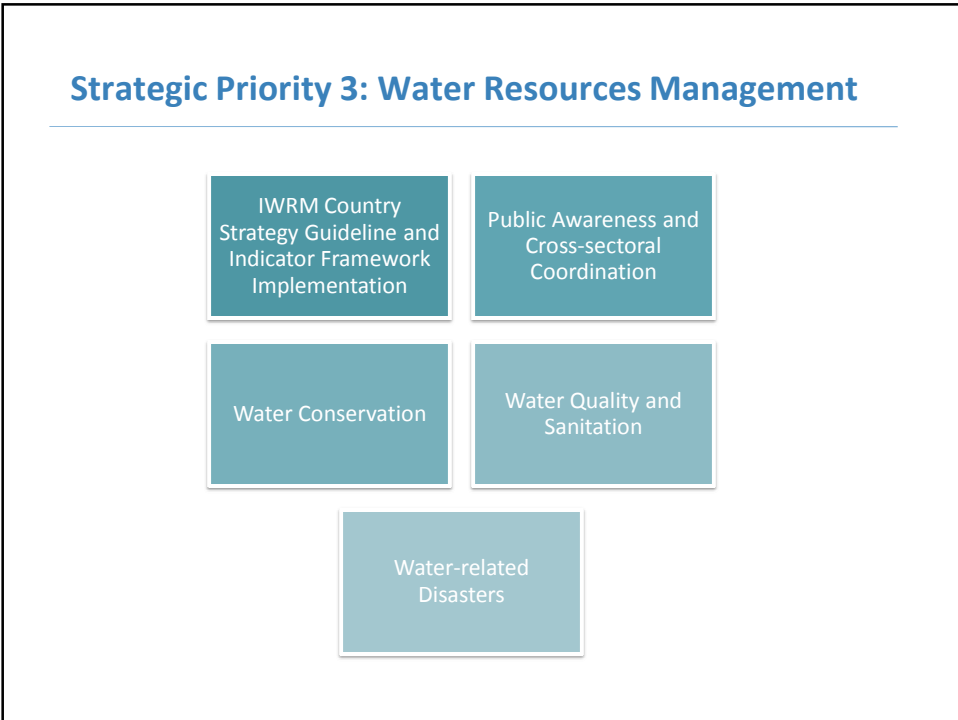 Strategic Priority 3: Water Resources Management
IWRM Country
Strategy Guideline and
Indicator Framework
Implementation
Public Awareness and
Cross-sectoral
Coordination
Water Conservation
Water Quality and
Sanitation
Water-related
Disasters